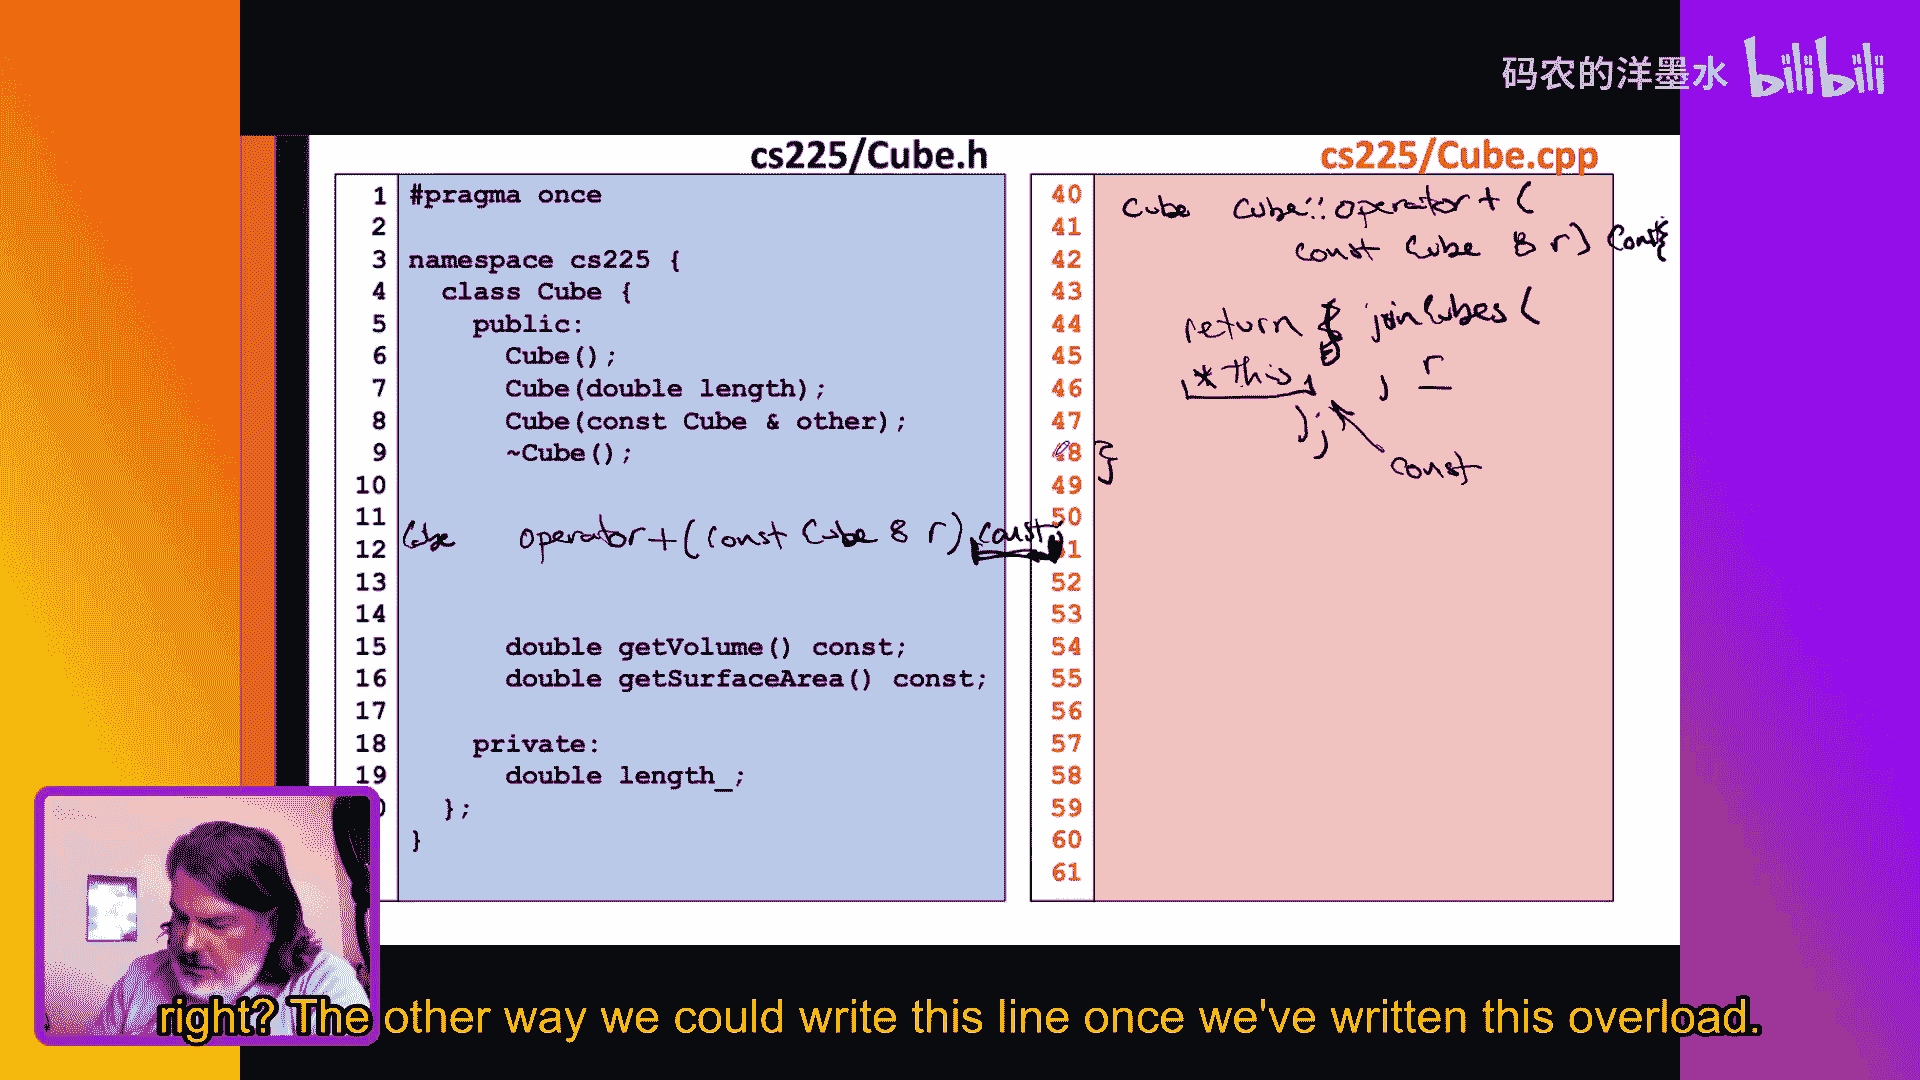 码农的洋墨水 bilibili
cs225/Cube.h
1 #pragma once
2
3 namespace cs225 {
4 class Cube {
5 public:
6 Cube();
7 Cube(double length);
8 Cube(const Cube & other);
9 ~Cube();
10
11
12 Cube operator+(const Cube & r) const;
13
14
15 double getVolume() const;
16 double getSurfaceArea() const;
17
18 private:
19 double length_;
};
}
cs225/Cube.cpp
40 Cube Cube::operator+(
41 const Cube & r) const{
42
43
44 return joinCubes(
45
46 *this , r
47 );
48 }
const
49
50
51
52
53
54
55
56
57
58
59
60
61
right? The other way we could write this line once we've written this overload.